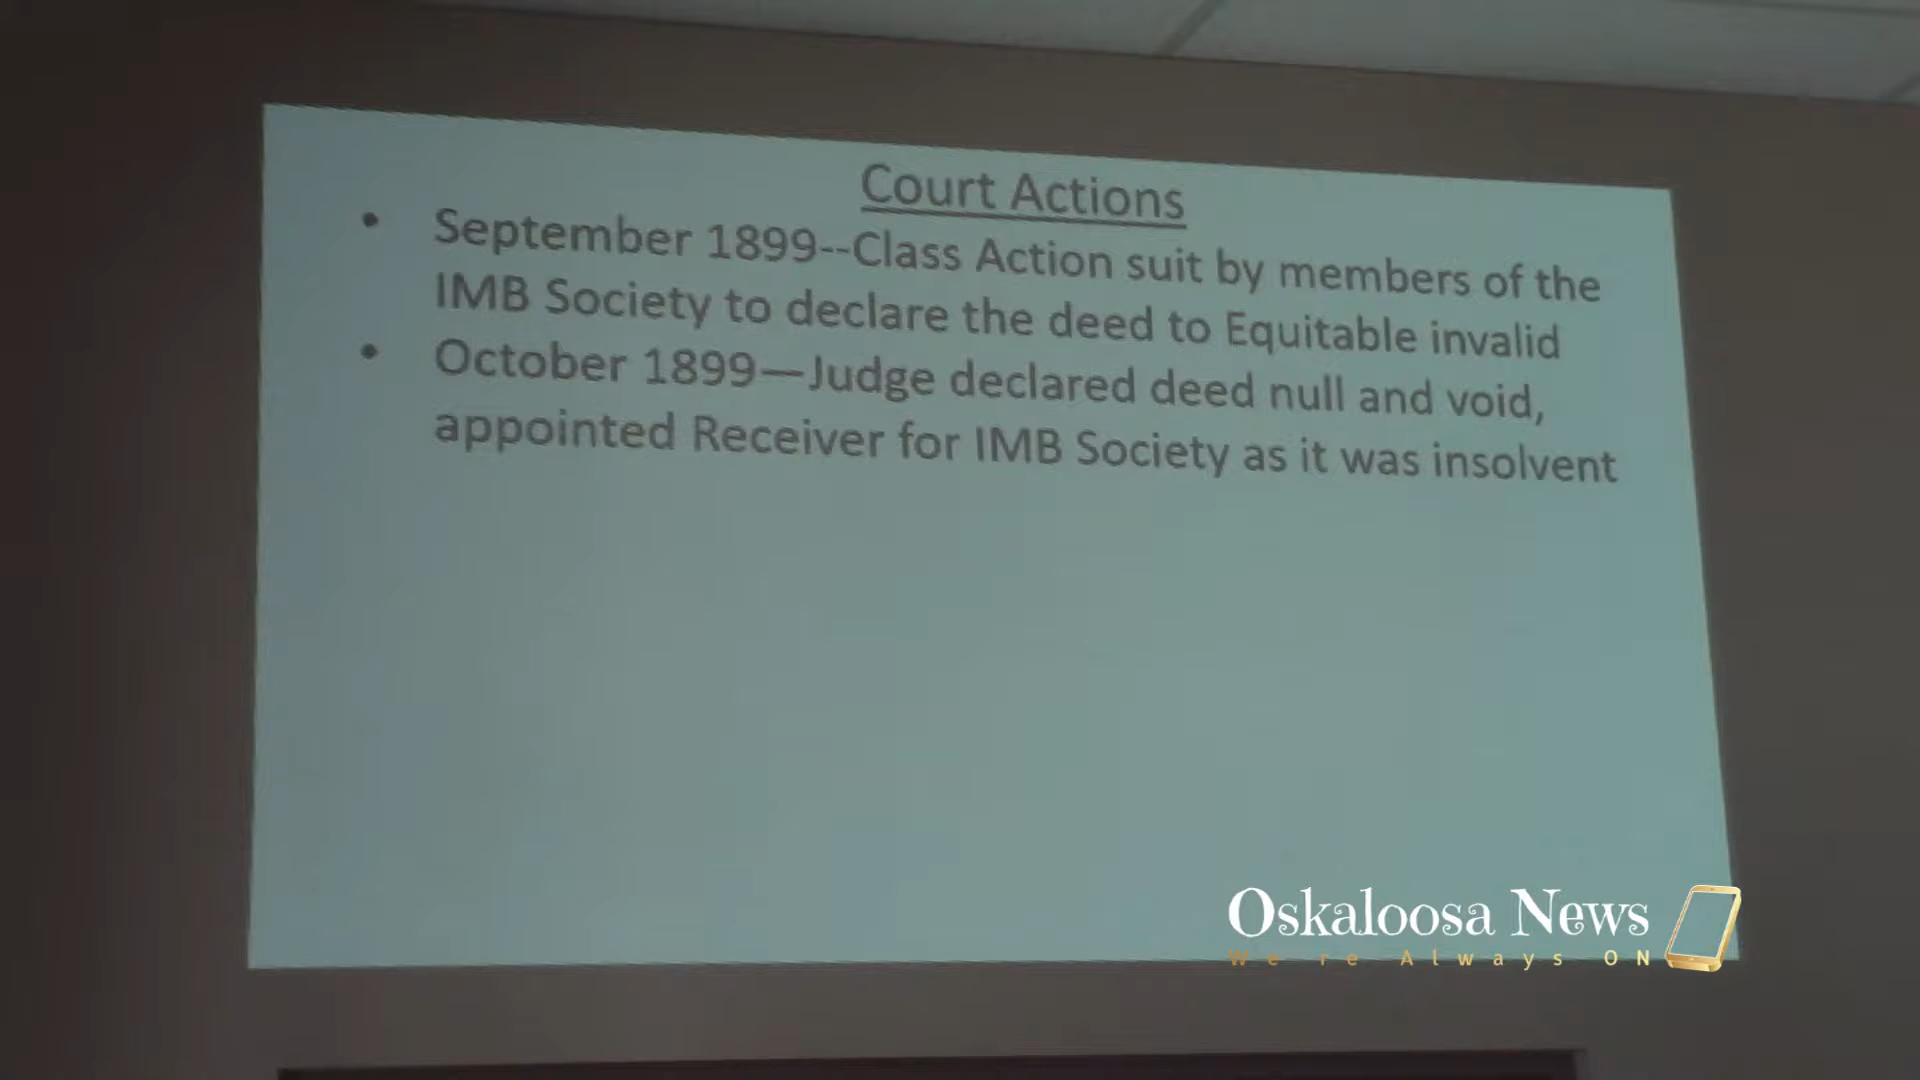 Court Actions
• September 1899--Class Action suit by members of the
IMB Society to declare the deed to Equitable invalid
• October 1899—Judge declared deed null and void,
appointed Receiver for IMB Society as it was insolvent
Oskaloosa News
We're Always ON